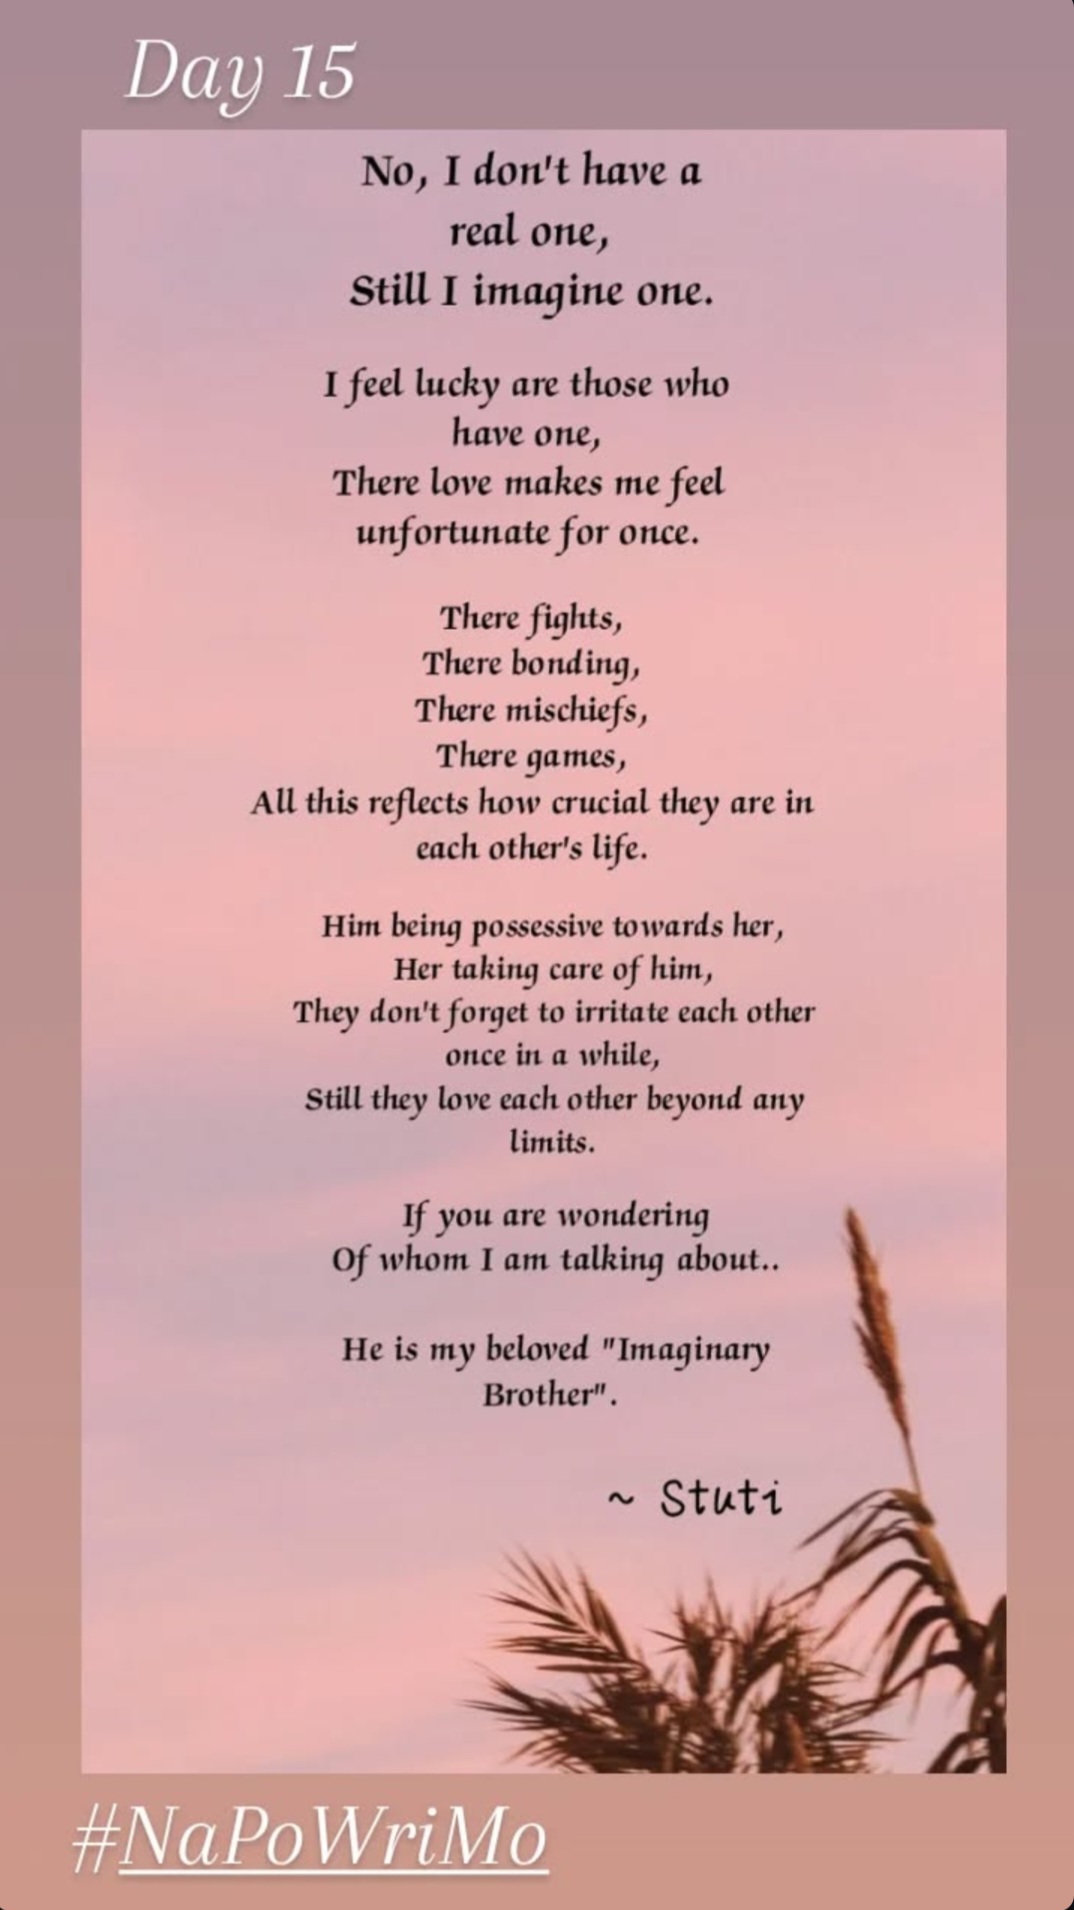 Day 15
No, I don't have a
real one,
Still I imagine one.
I feel lucky are those who
have one,
There love makes me feel
unfortunate for once.
There fights,
There bonding,
There mischiefs,
There games,
All this reflects how crucial they are in
each other's life.
Him being possessive towards her,
Her taking care of him,
They don't forget to irritate each other
once in a while,
Still they love each other beyond any
limits.
If you are wondering
Of whom I am talking about..
He is my beloved "Imaginary
Brother".
~ Stuti
#NaPoWriMo